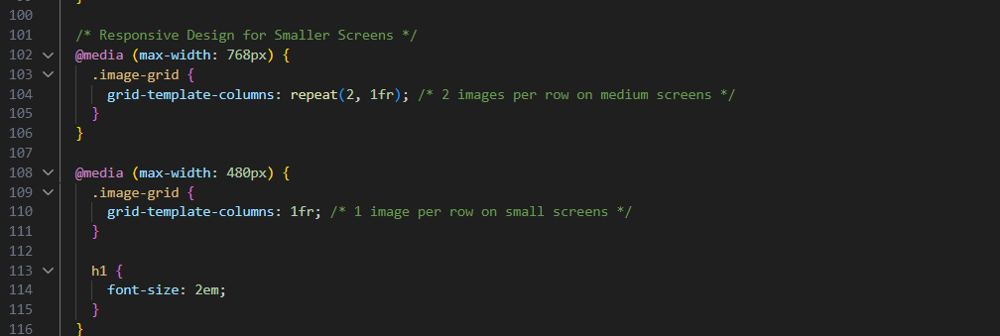 100
101 /* Responsive Design for Smaller Screens */
102 @media (max-width: 768px) {
103 .image-grid {
104 grid-template-columns: repeat(2, 1fr); /* 2 images per row on medium screens */
105 }
106 }
107
108 @media (max-width: 480px) {
109 .image-grid {
110 grid-template-columns: 1fr; /* 1 image per row on small screens */
111 }
112
113 h1 {
114 font-size: 2em;
115 }
116 }